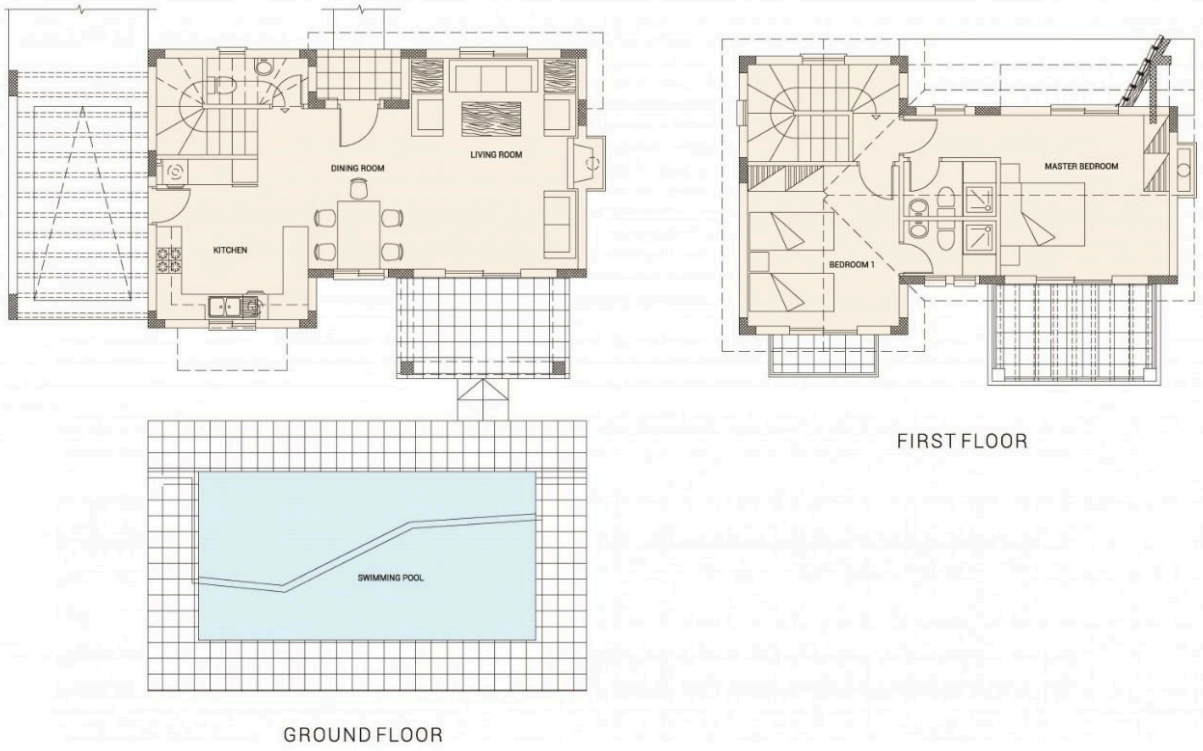 DINING ROOM
LIVING ROOM
KITCHEN
SWIMMING POOL
GROUND FLOOR
MASTER BEDROOM
BEDROOM 1
FIRST FLOOR